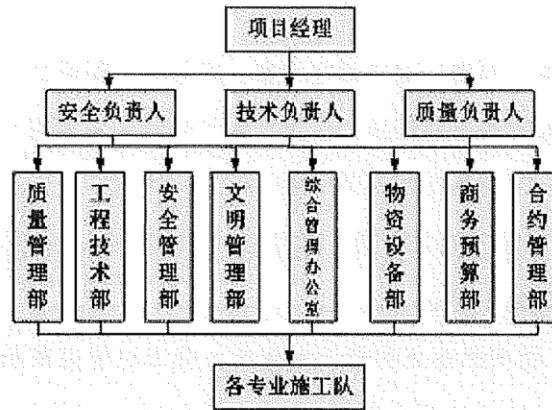 项目经理
安全负责人
技术负责人
质量负责人
质量管理部
工程技术部
安全管理部
文明管理部
综合管理办公室
物资设备部
商务预算部
合约管理部
各专业施工队